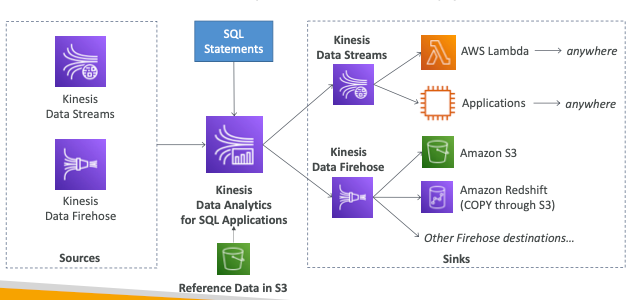 Kinesis
Data Streams
Kinesis
Data Firehose
Sources
SQL
Statements
Kinesis
Data Analytics
for SQL Applications
Reference Data in S3
Kinesis
Data Streams
AWS Lambda
anywhere
Applications
anywhere
Kinesis
Data Firehose
Amazon S3
Amazon Redshift
(COPY through S3)
Other Firehose destinations...
Sinks